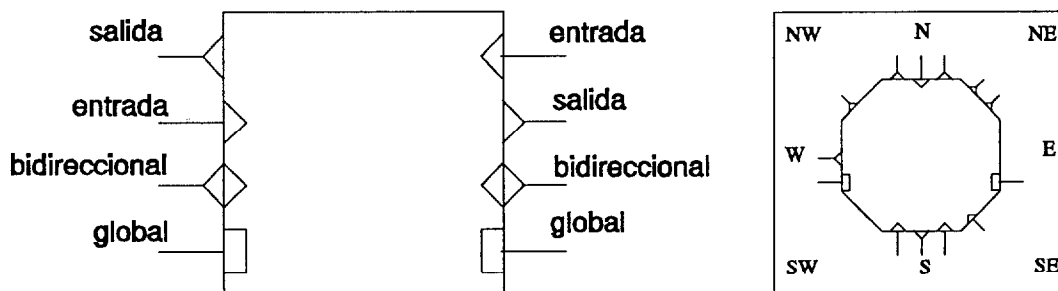 salida
entrada
bidireccional
global
entrada
salida
bidireccional
global
NW N NE
W E
SW S SE